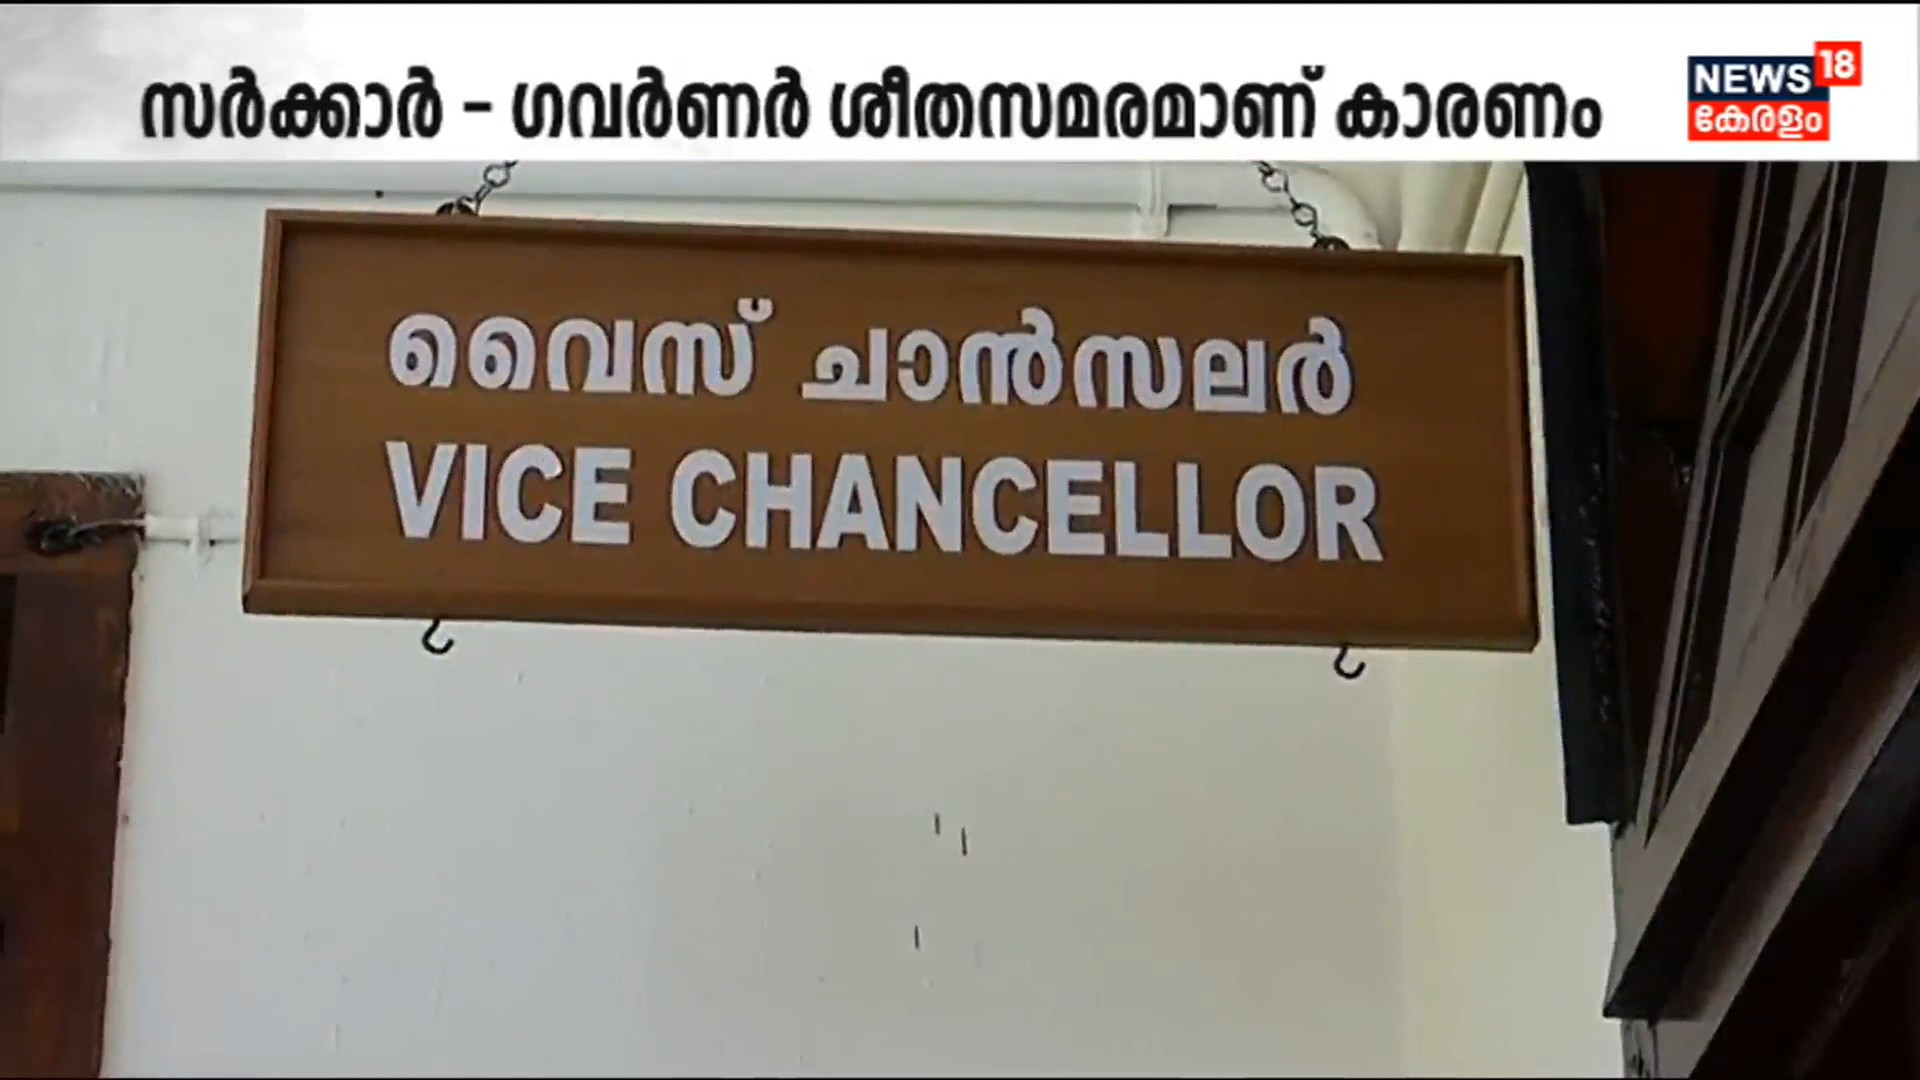 സർക്കാർ - ഗവർണർ ശീതസമരമാണ് കാരണം
NEWS 18
കേരളം
വൈസ് ചാൻസലർ
VICE CHANCELLOR